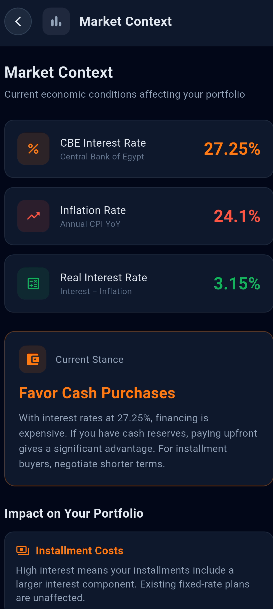 Market Context
Market Context
Current economic conditions affecting your portfolio
CBE Interest Rate
Central Bank of Egypt
27.25%
Inflation Rate
Annual CPI YoY
24.1%
Real Interest Rate
Interest - Inflation
3.15%
Current Stance
Favor Cash Purchases
With interest rates at 27.25%, financing is
expensive. If you have cash reserves, paying upfront
gives a significant advantage. For installment
buyers, negotiate shorter terms.
Impact on Your Portfolio
Installment Costs
High interest means your installments include a
larger interest component. Existing fixed-rate plans
are unaffected.